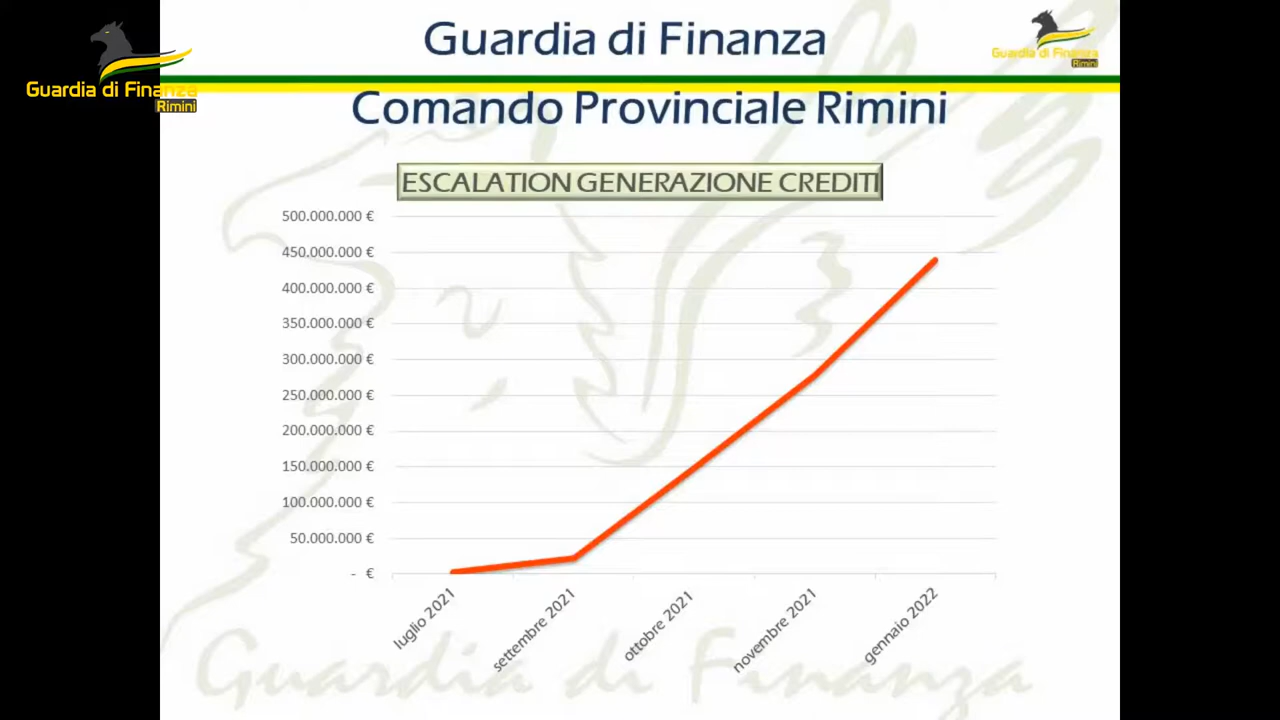 Guardia di Finanza
Guardia di Finanza
Rimini
Guardia di Finanza
Rimini
Comando Provinciale Rimini
ESCALATION GENERAZIONE CREDITI
500.000.000 €
450.000.000 €
400.000.000 €
350.000.000 €
300.000.000 €
250.000.000 €
200.000.000 €
150.000.000 €
100.000.000 €
50.000.000 €
- €
luglio 2021
settembre 2021
ottobre 2021
novembre 2021
gennaio 2022
Guardia di Finanza